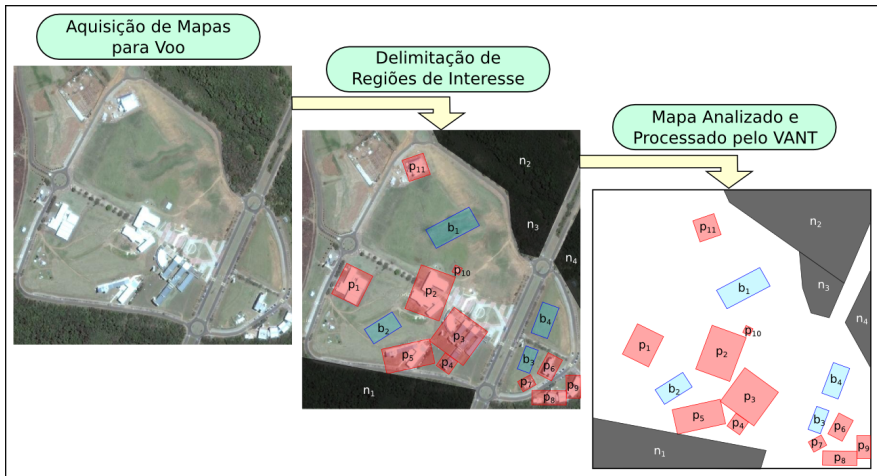 Aquisição de Mapas
para Voo
Delimitação de
Regiões de Interesse
Mapa Analizado e
Processado pelo VANT
n2
p11
n3
b1
n4
p10
p1
p2
b4
b2
p3
p5
b3
p4
p6
p7
p9
p8
n1
n2
p11
b1
n3
n4
p10
p1
p2
b4
b2
p3
p5
b3
p4
p6
p7
p9
p8
n1